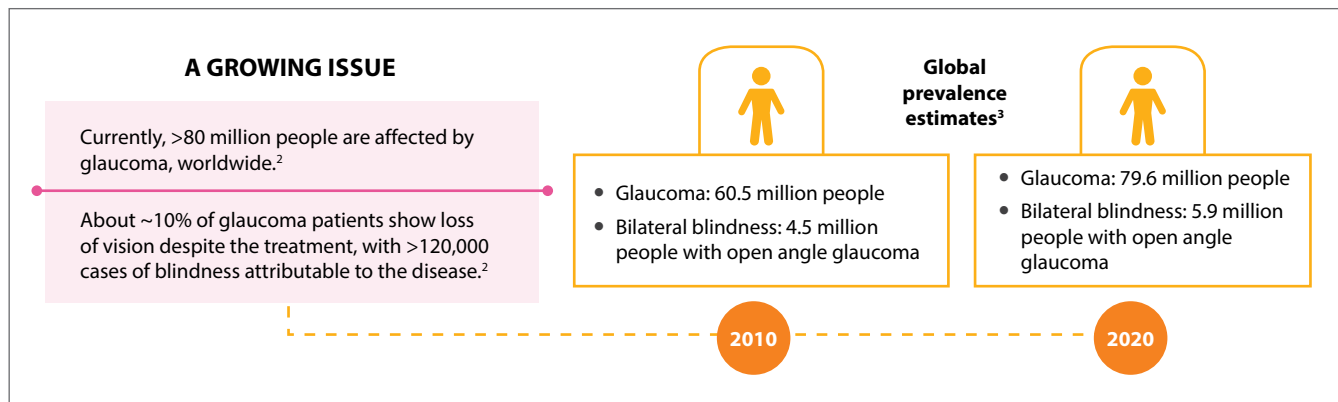 A GROWING ISSUE
Currently, >80 million people are affected by
glaucoma, worldwide.²
About ~10% of glaucoma patients show loss
of vision despite the treatment, with >120,000
cases of blindness attributable to the disease.²
Global
prevalence
estimates³
• Glaucoma: 60.5 million people
• Bilateral blindness: 4.5 million
people with open angle glaucoma
• Glaucoma: 79.6 million people
• Bilateral blindness: 5.9 million
people with open angle
glaucoma
2010
2020